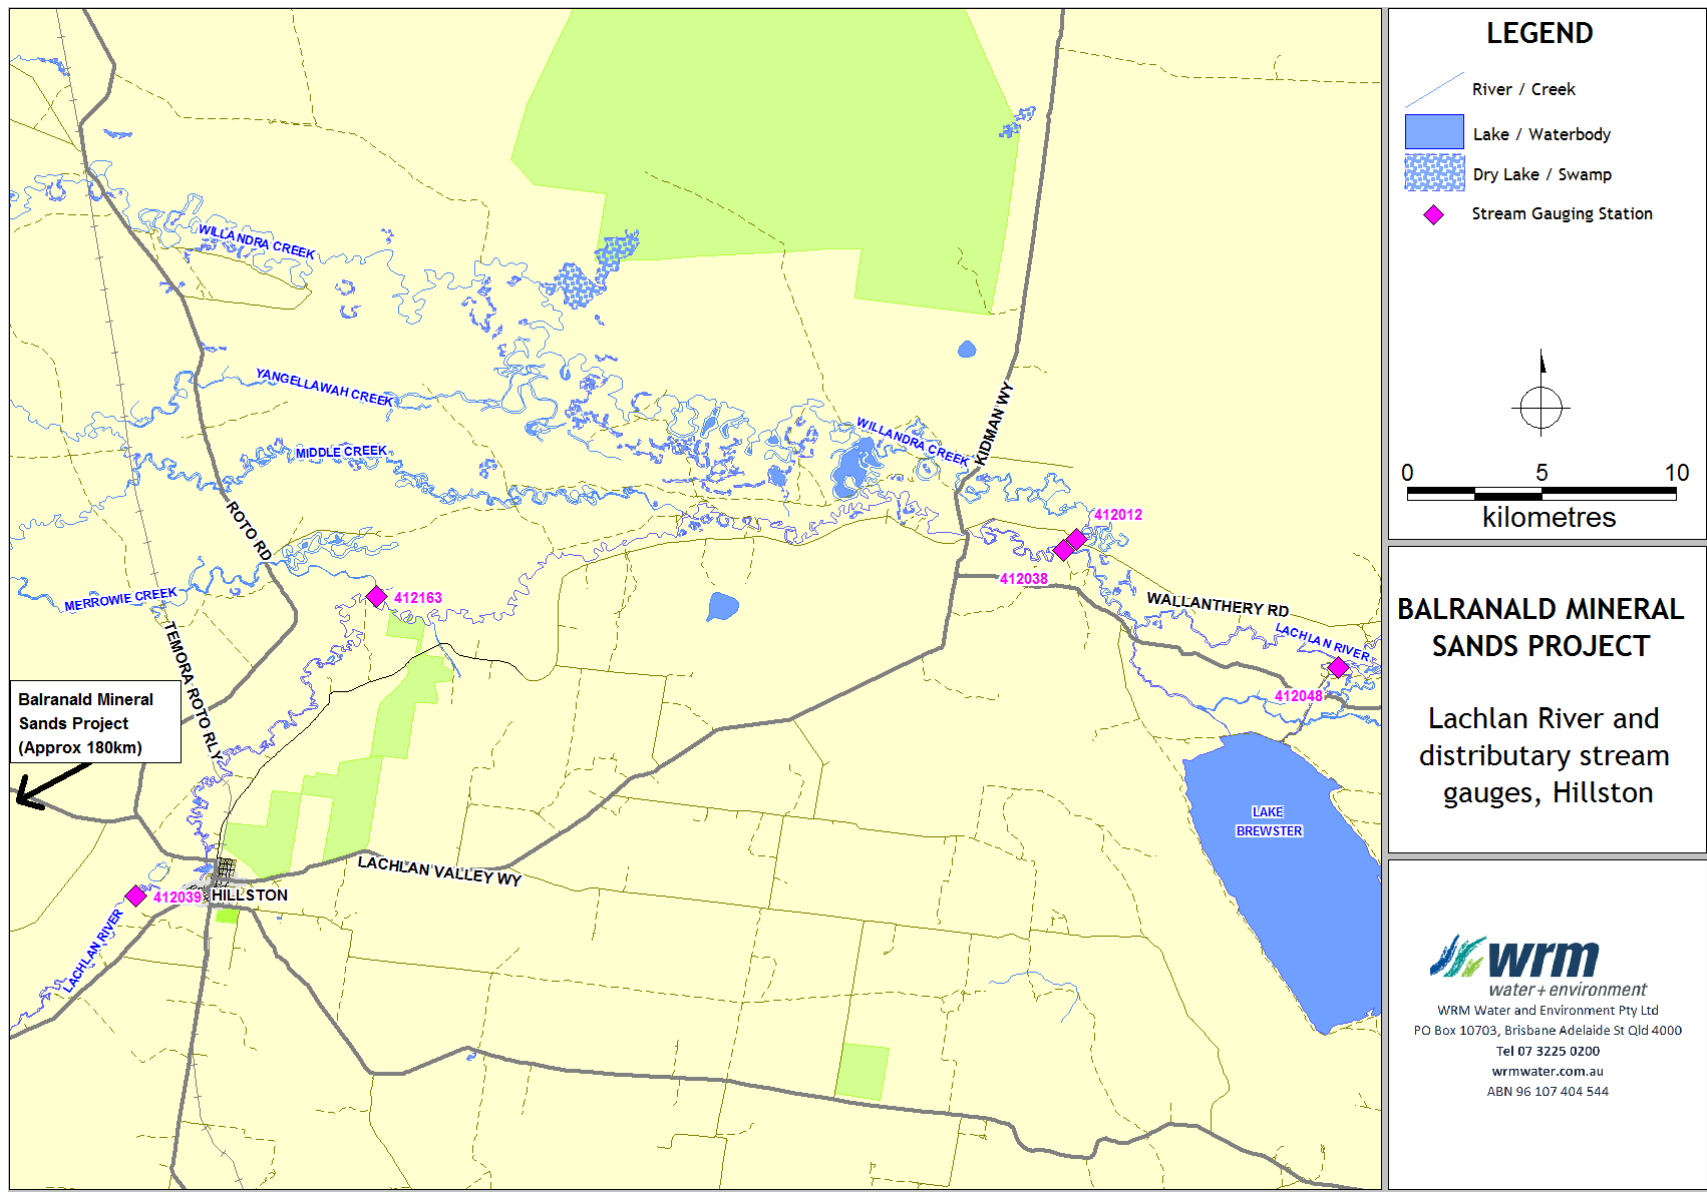 WILLANDRA CREEK
YANGELLAWAH CREEK
MIDDLE CREEK
WILLANDRA CREEK
KIDMAN WY
ROTO RD
412012
412038
MERROWIE CREEK
412163
WALLANTHERY RD
LACHLAN RIVER
TEMORA ROTO RLY
412048
Balranald Mineral
Sands Project
(Approx 180km)
LAKE
BREWSTER
LACHLAN VALLEY WY
412039
HILLSTON
LACHLAN RIVER
LEGEND
River / Creek
Lake / Waterbody
Dry Lake / Swamp
Stream Gauging Station
0 5 10
kilometres
BALRANALD MINERAL
SANDS PROJECT
Lachlan River and
distributary stream
gauges, Hillston
wrm
water+environment
WRM Water and Environment Pty Ltd
PO Box 10703, Brisbane Adelaide St Qld 4000
Tel 07 3225 0200
wrmwater.com.au
ABN 96 107 404 544